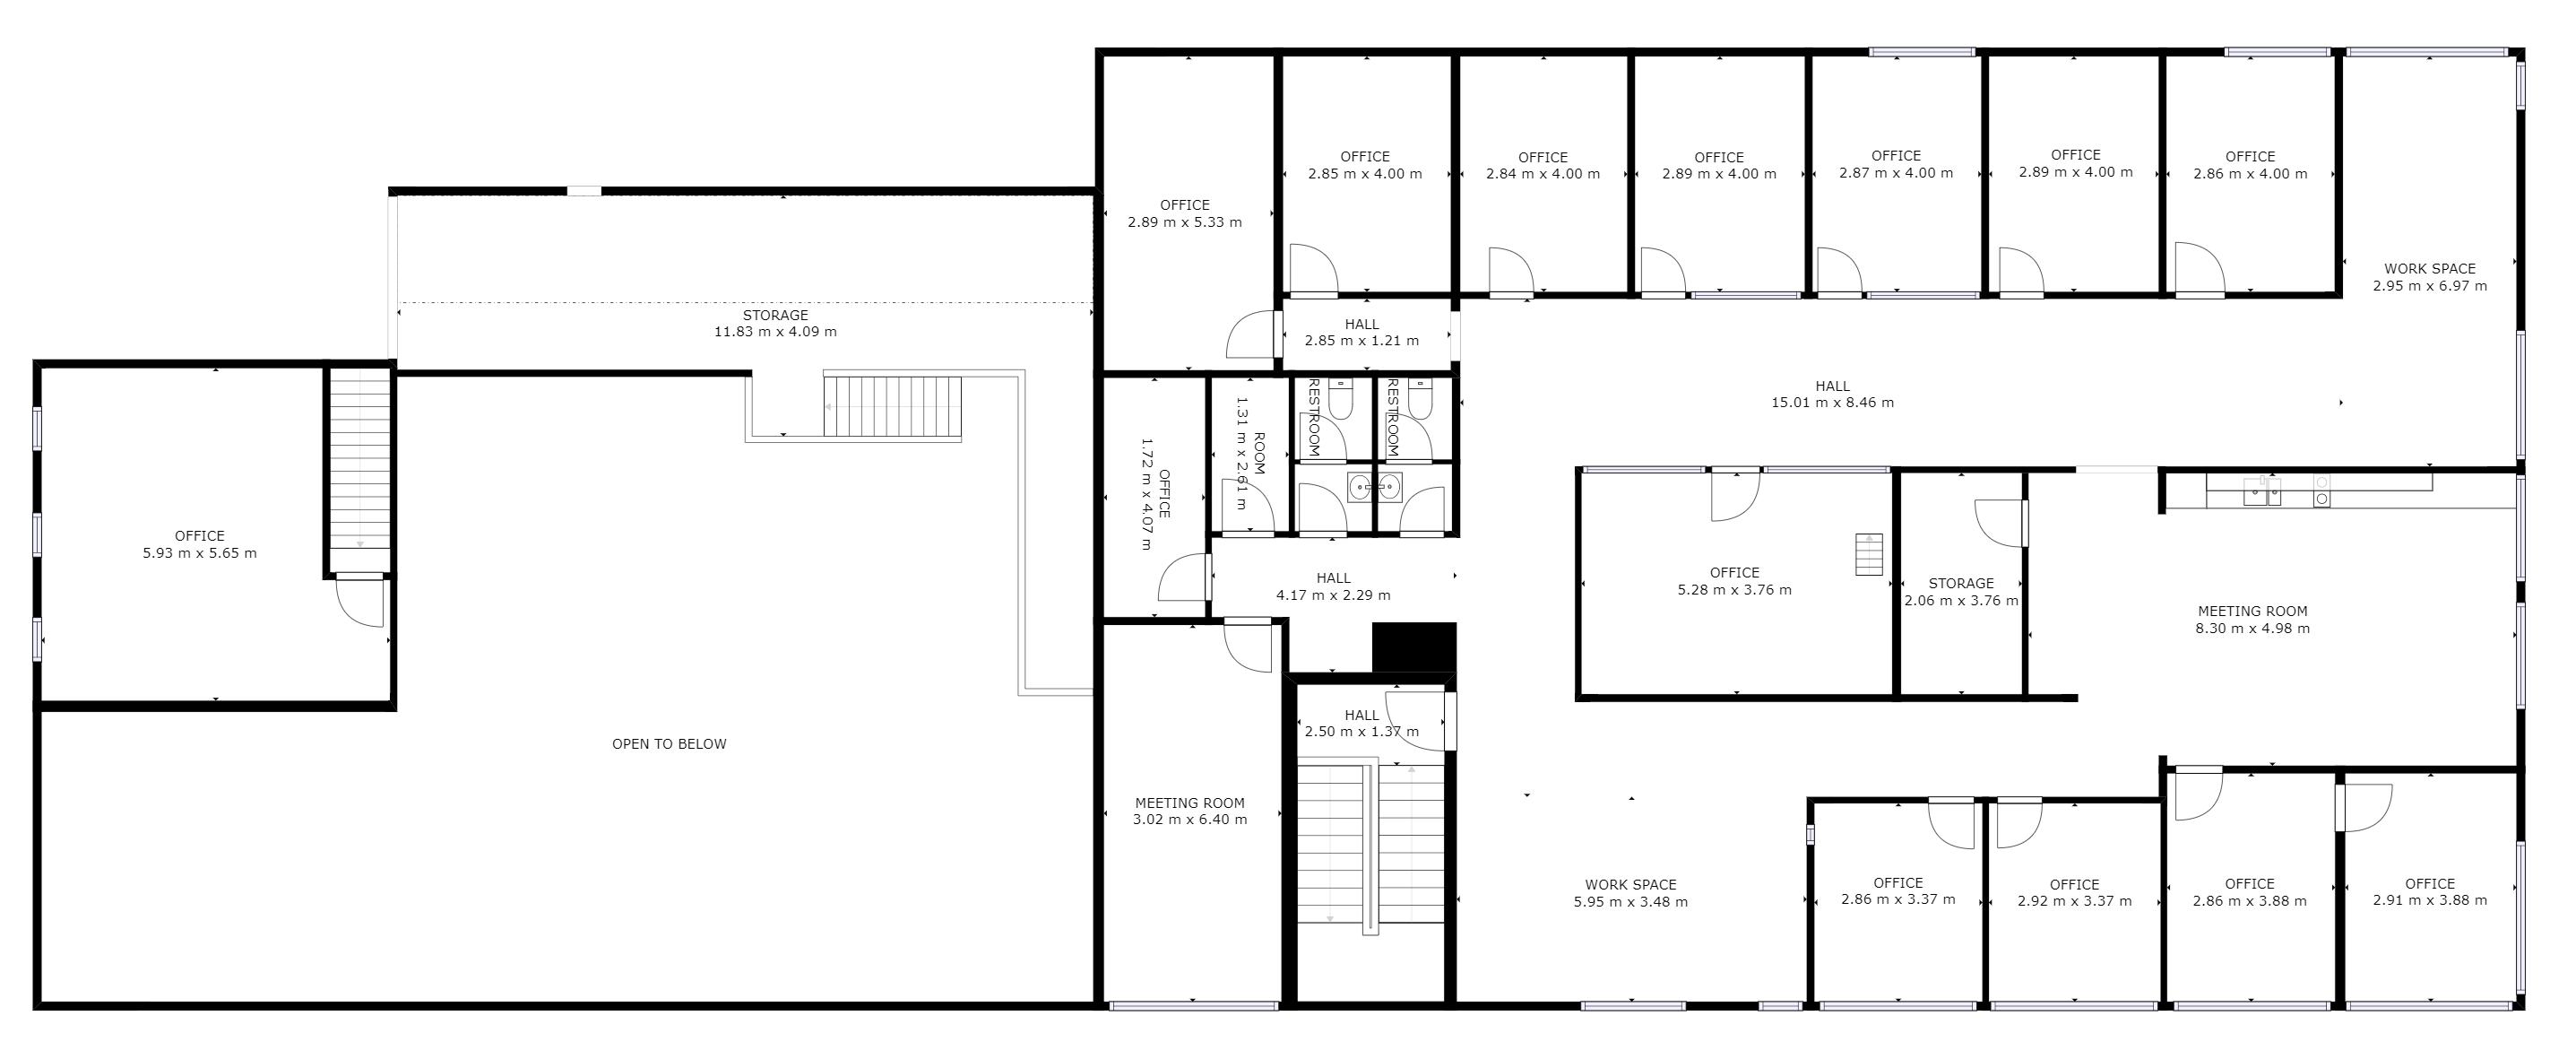 OFFICE
2.85 m x 4.00 m
OFFICE
2.84 m x 4.00 m
OFFICE
2.89 m x 4.00 m
OFFICE
2.87 m x 4.00 m
OFFICE
2.89 m x 4.00 m
OFFICE
2.86 m x 4.00 m
OFFICE
2.89 m x 5.33 m
WORK SPACE
2.95 m x 6.97 m
STORAGE
11.83 m x 4.09 m
HALL
2.85 m x 1.21 m
HALL
15.01 m x 8.46 m
RESTROOM
RESTROOM
ROOM
1.31 m x 2.61 m
OFFICE
1.72 m x 4.07 m
OFFICE
5.93 m x 5.65 m
HALL
4.17 m x 2.29 m
OFFICE
5.28 m x 3.76 m
STORAGE
2.06 m x 3.76 m
MEETING ROOM
8.30 m x 4.98 m
HALL
2.50 m x 1.37 m
OPEN TO BELOW
MEETING ROOM
3.02 m x 6.40 m
WORK SPACE
5.95 m x 3.48 m
OFFICE
2.86 m x 3.37 m
OFFICE
2.92 m x 3.37 m
OFFICE
2.86 m x 3.88 m
OFFICE
2.91 m x 3.88 m